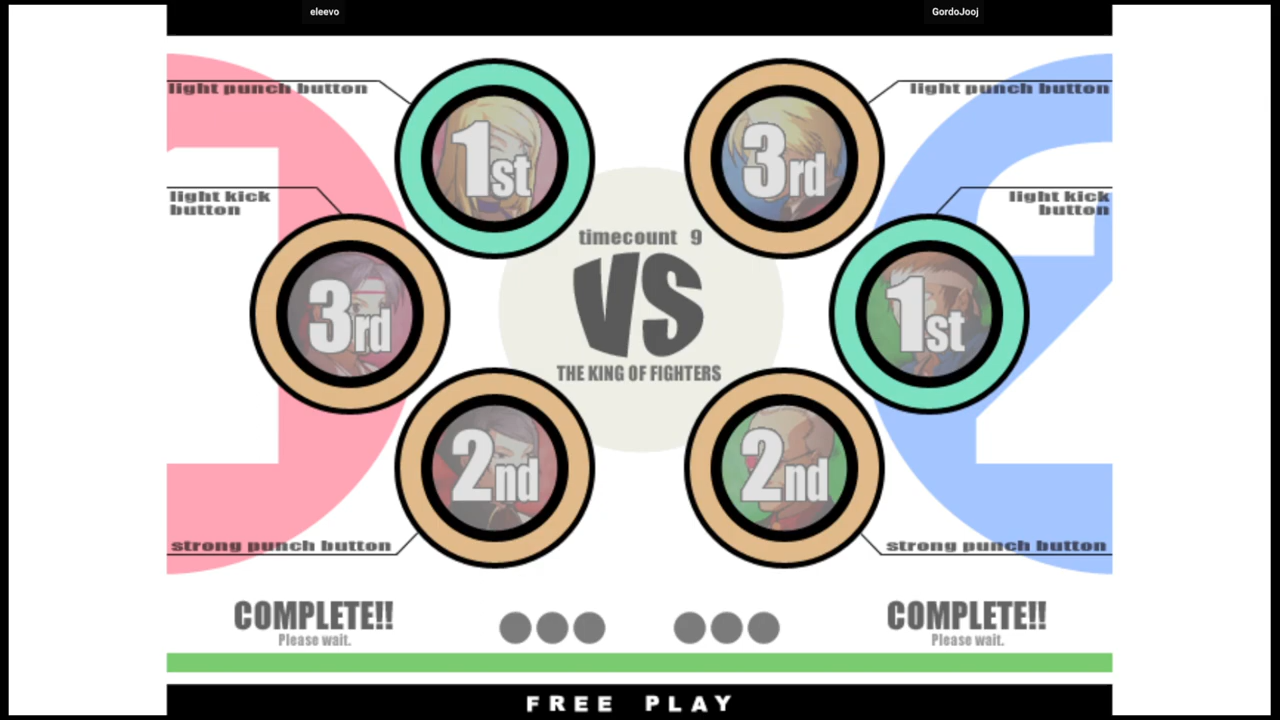 eleevo
GordoJooj
light punch button
light punch button
1st
3rd
light kick
button
light kick
button
timecount 9
VS
THE KING OF FIGHTERS
3rd
1st
2nd
2nd
strong punch button
strong punch button
COMPLETE!!
Please wait.
COMPLETE!!
Please wait.
FREE PLAY